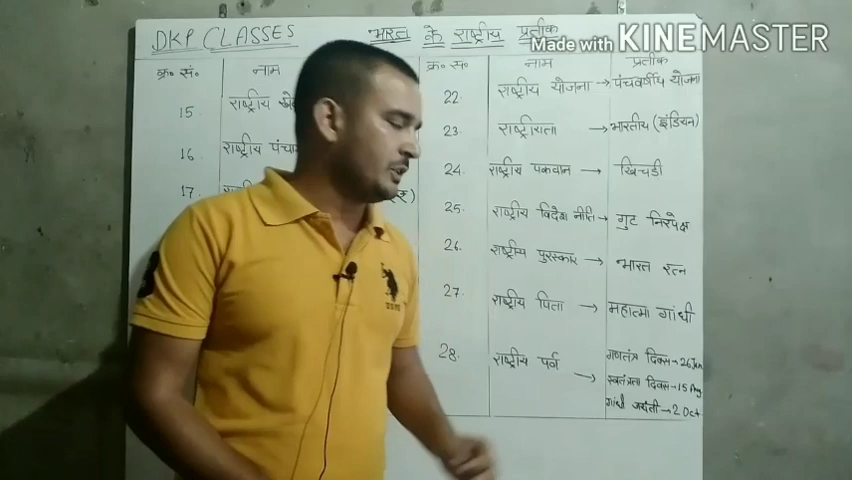 DKP CLASSES
भारत के राष्ट्रीय प्रतीक
Made with KINEMASTER
क्र० सं० नाम
15 राष्ट्रीय
16 राष्ट्रीय
17.
क्र० सं० नाम प्रतीक
22 राष्ट्रीय योजना → पंचवर्षीय योजना
23. राष्ट्रीयता → भारतीय (इंडियन)
24. राष्ट्रीय पकवान → खिचडी
25. राष्ट्रीय विदेश नीति → गुट निरपेक्ष
26. राष्ट्रीय पुरस्कार → भारत रत्न
27. राष्ट्रीय पिता → महात्मा गांधी
28. राष्ट्रीय पर्व → गणतंत्र दिवस → 26 Jan
स्वतंत्रता दिवस → 15 Aug
गांधी जयंती → 2 Oct